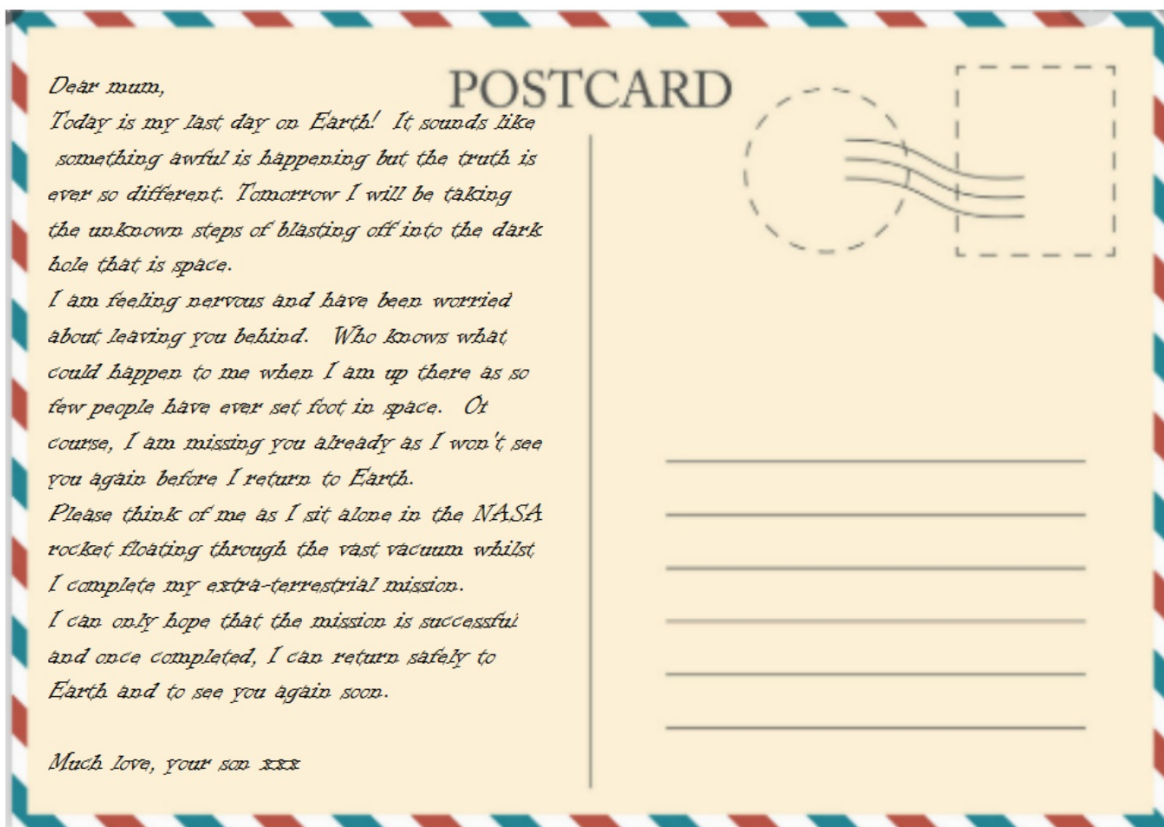 POSTCARD
Dear mum,
Today is my last day on Earth! It sounds like
something awful is happening but the truth is
ever so different. Tomorrow I will be taking
the unknown steps of blasting off into the dark
hole that is space.
I am feeling nervous and have been worried
about leaving you behind. Who knows what
could happen to me when I am up there as so
few people have ever set foot in space. Of
course, I am missing you already as I won't see
you again before I return to Earth.
Please think of me as I sit alone in the NASA
rocket floating through the vast vacuum whilst
I complete my extra-terrestrial mission.
I can only hope that the mission is successful
and once completed, I can return safely to
Earth and to see you again soon.
Much love, your son xxx